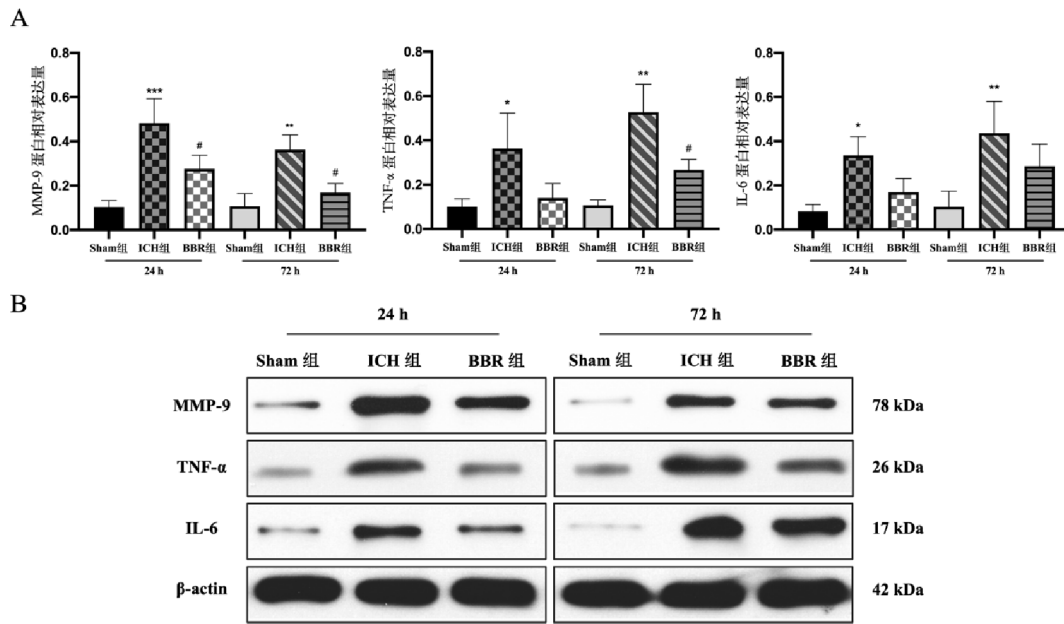 A
MMP-9 蛋白相对表达量
0.8
0.6
0.4
0.2
0.0
***
#
**
#
Sham组 ICH组 BBR组 Sham组 ICH组 BBR组
24 h 72 h
TNF-α 蛋白相对表达量
0.8
0.6
0.4
0.2
0.0
*
**
#
Sham组 ICH组 BBR组 Sham组 ICH组 BBR组
24 h 72 h
IL-6 蛋白相对表达量
0.8
0.6
0.4
0.2
0.0
*
**
Sham组 ICH组 BBR组 Sham组 ICH组 BBR组
24 h 72 h
B
24 h 72 h
Sham 组 ICH 组 BBR 组 Sham 组 ICH 组 BBR 组
MMP-9 78 kDa
TNF-α 26 kDa
IL-6 17 kDa
β-actin 42 kDa